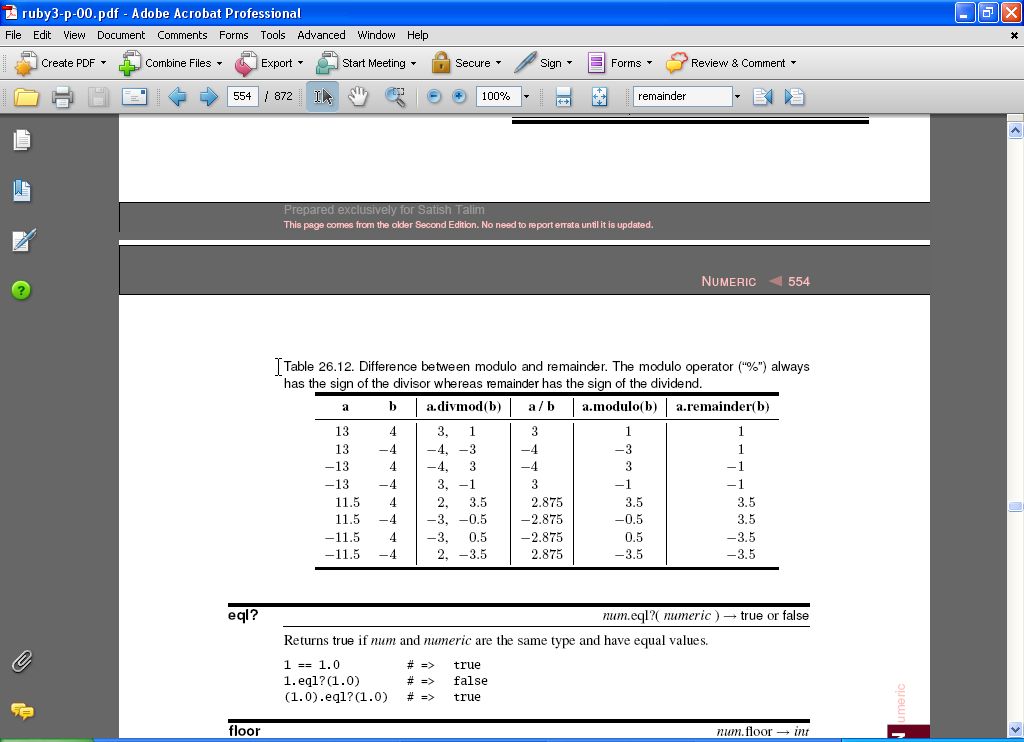 ruby3-p-00.pdf - Adobe Acrobat Professional
File Edit View Document Comments Forms Tools Advanced Window Help
Create PDF Combine Files Export Start Meeting Secure Sign Forms Review & Comment
554 / 872 100% remainder
Prepared exclusively for Satish Talim
This page comes from the older Second Edition. No need to report errata until it is updated.
NUMERIC ◀ 554
Table 26.12. Difference between modulo and remainder. The modulo operator (“%”) always
has the sign of the divisor whereas remainder has the sign of the dividend.
a b a.divmod(b) a / b a.modulo(b) a.remainder(b)
13 4 3, 1 3 1 1
13 −4 −4, −3 −4 −3 1
−13 4 −4, 3 −4 3 −1
−13 −4 3, −1 3 −1 −1
11.5 4 2, 3.5 2.875 3.5 3.5
11.5 −4 −3, −0.5 −2.875 −0.5 3.5
−11.5 4 −3, 0.5 −2.875 0.5 −3.5
−11.5 −4 2, −3.5 2.875 −3.5 −3.5
eql? num.eql?( numeric ) → true or false
Returns true if num and numeric are the same type and have equal values.
1 == 1.0 # => true
1.eql?(1.0) # => false
(1.0).eql?(1.0) # => true
floor num.floor → int
umeric